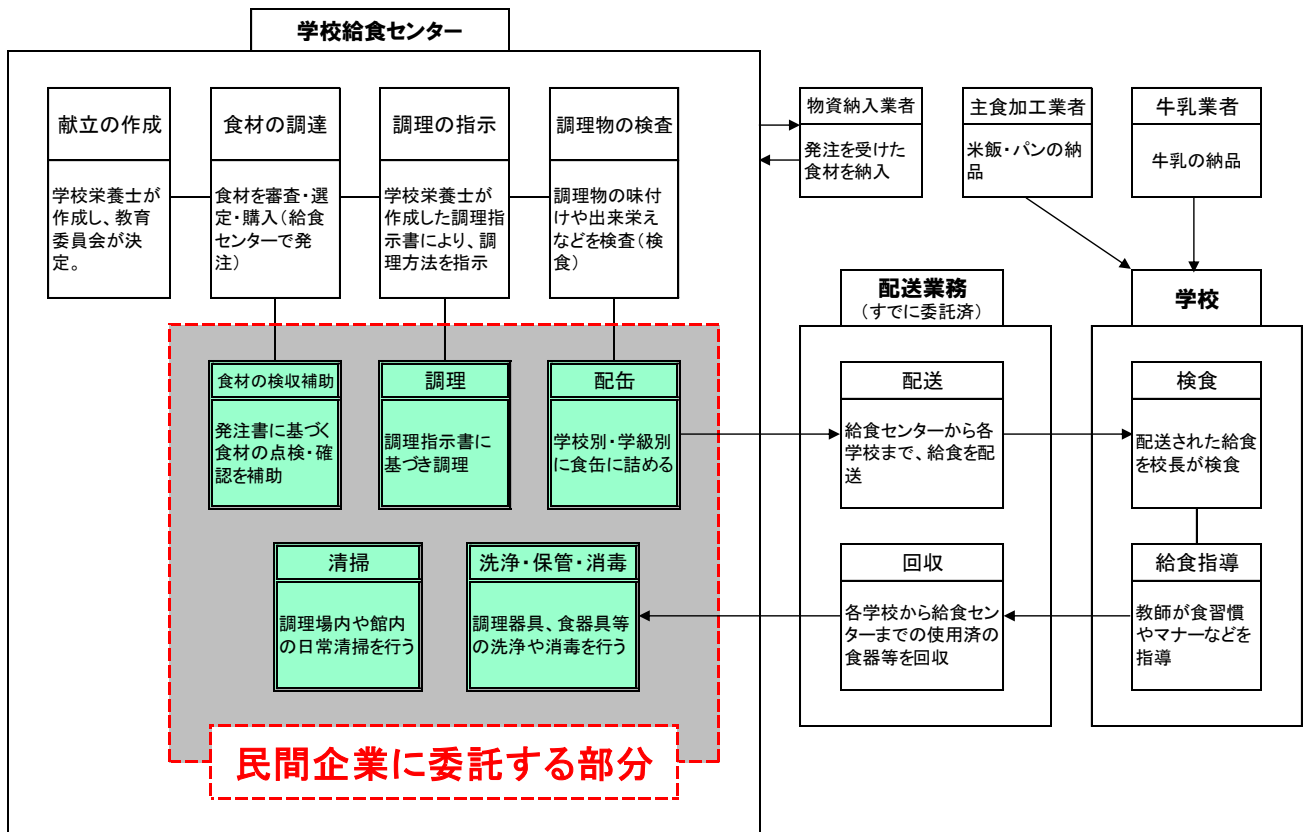 学校給食センター
献立の作成
学校栄養士が
作成し、教育
委員会が決
定。
食材の調達
食材を審査・選
定・購入(給食
センターで発
注)
調理の指示
学校栄養士が
作成した調理指
示書により、調
理方法を指示
調理物の検査
調理物の味付
けや出来栄え
などを検査(検
食)
物資納入業者
発注を受けた
食材を納入
主食加工業者
米飯・パンの納
品
牛乳業者
牛乳の納品
食材の検収補助
発注書に基づく
食材の点検・確
認を補助
調理
調理指示書に
基づき調理
配缶
学校別・学級別
に食缶に詰める
清掃
調理場内や館内
の日常清掃を行う
洗浄・保管・消毒
調理器具、食器具等
の洗浄や消毒を行う
民間企業に委託する部分
配送業務
(すでに委託済)
配送
給食センターから各
学校まで、給食を配
送
回収
各学校から給食セン
ターまでの使用済の
食器等を回収
学校
検食
配送された給食
を校長が検食
給食指導
教師が食習慣
やマナーなどを
指導